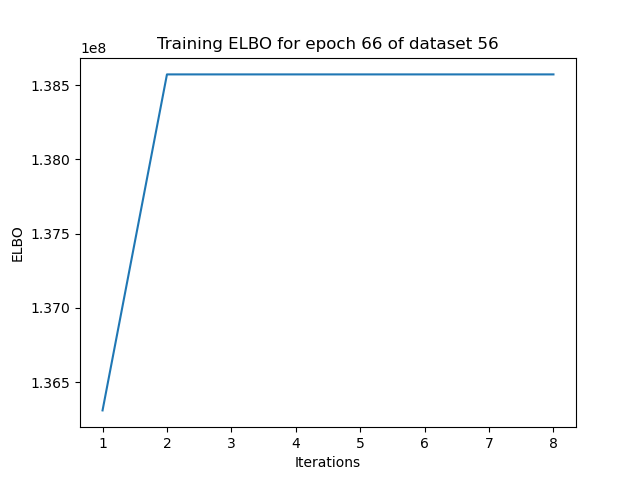 Training ELBO for epoch 66 of dataset 56
1e8
1.385
1.380
1.375
1.370
1.365
ELBO
1 2 3 4 5 6 7 8
Iterations